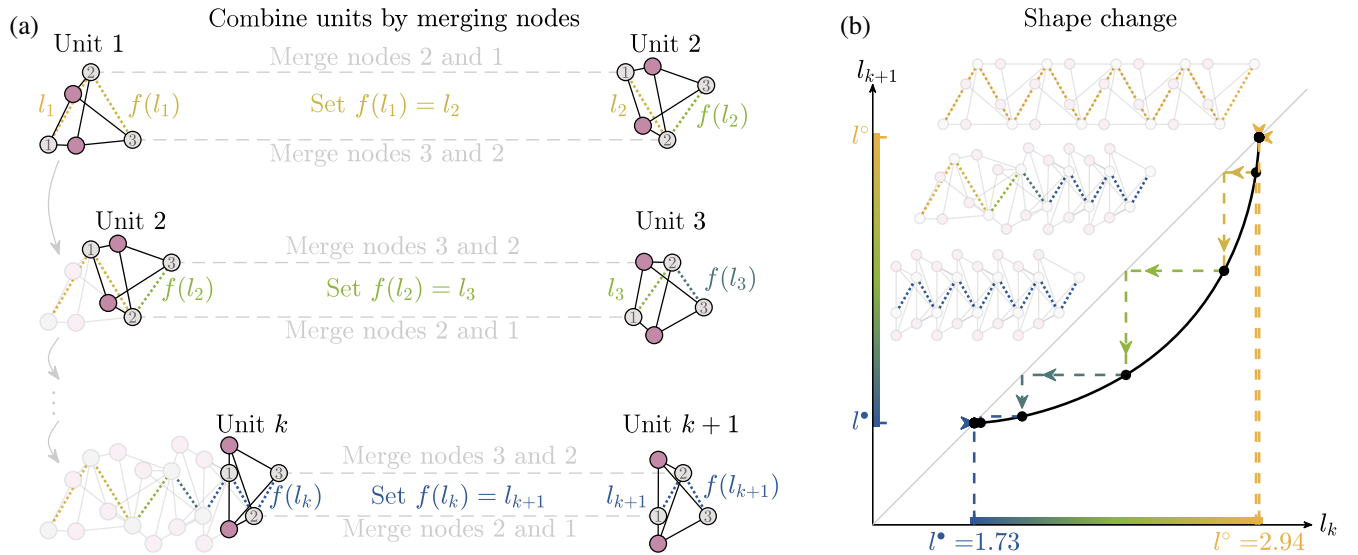 (a) Combine units by merging nodes
Unit 1
Merge nodes 2 and 1
Unit 2
l₁
f(l₁)
Set f(l₁) = l₂
l₂
f(l₂)
1
2
3
1
2
3
Merge nodes 3 and 2
Unit 2
Merge nodes 3 and 2
Unit 3
f(l₂)
Set f(l₂) = l₃
l₃
f(l₃)
1
2
3
1
2
3
Merge nodes 2 and 1
Unit k
Merge nodes 3 and 2
Unit k + 1
f(lₖ)
Set f(lₖ) = lₖ₊₁
lₖ₊₁
f(lₖ₊₁)
1
2
3
1
2
3
Merge nodes 2 and 1
(b) Shape change
lₖ₊₁
l°
l•
lₖ
l• =1.73
l° =2.94